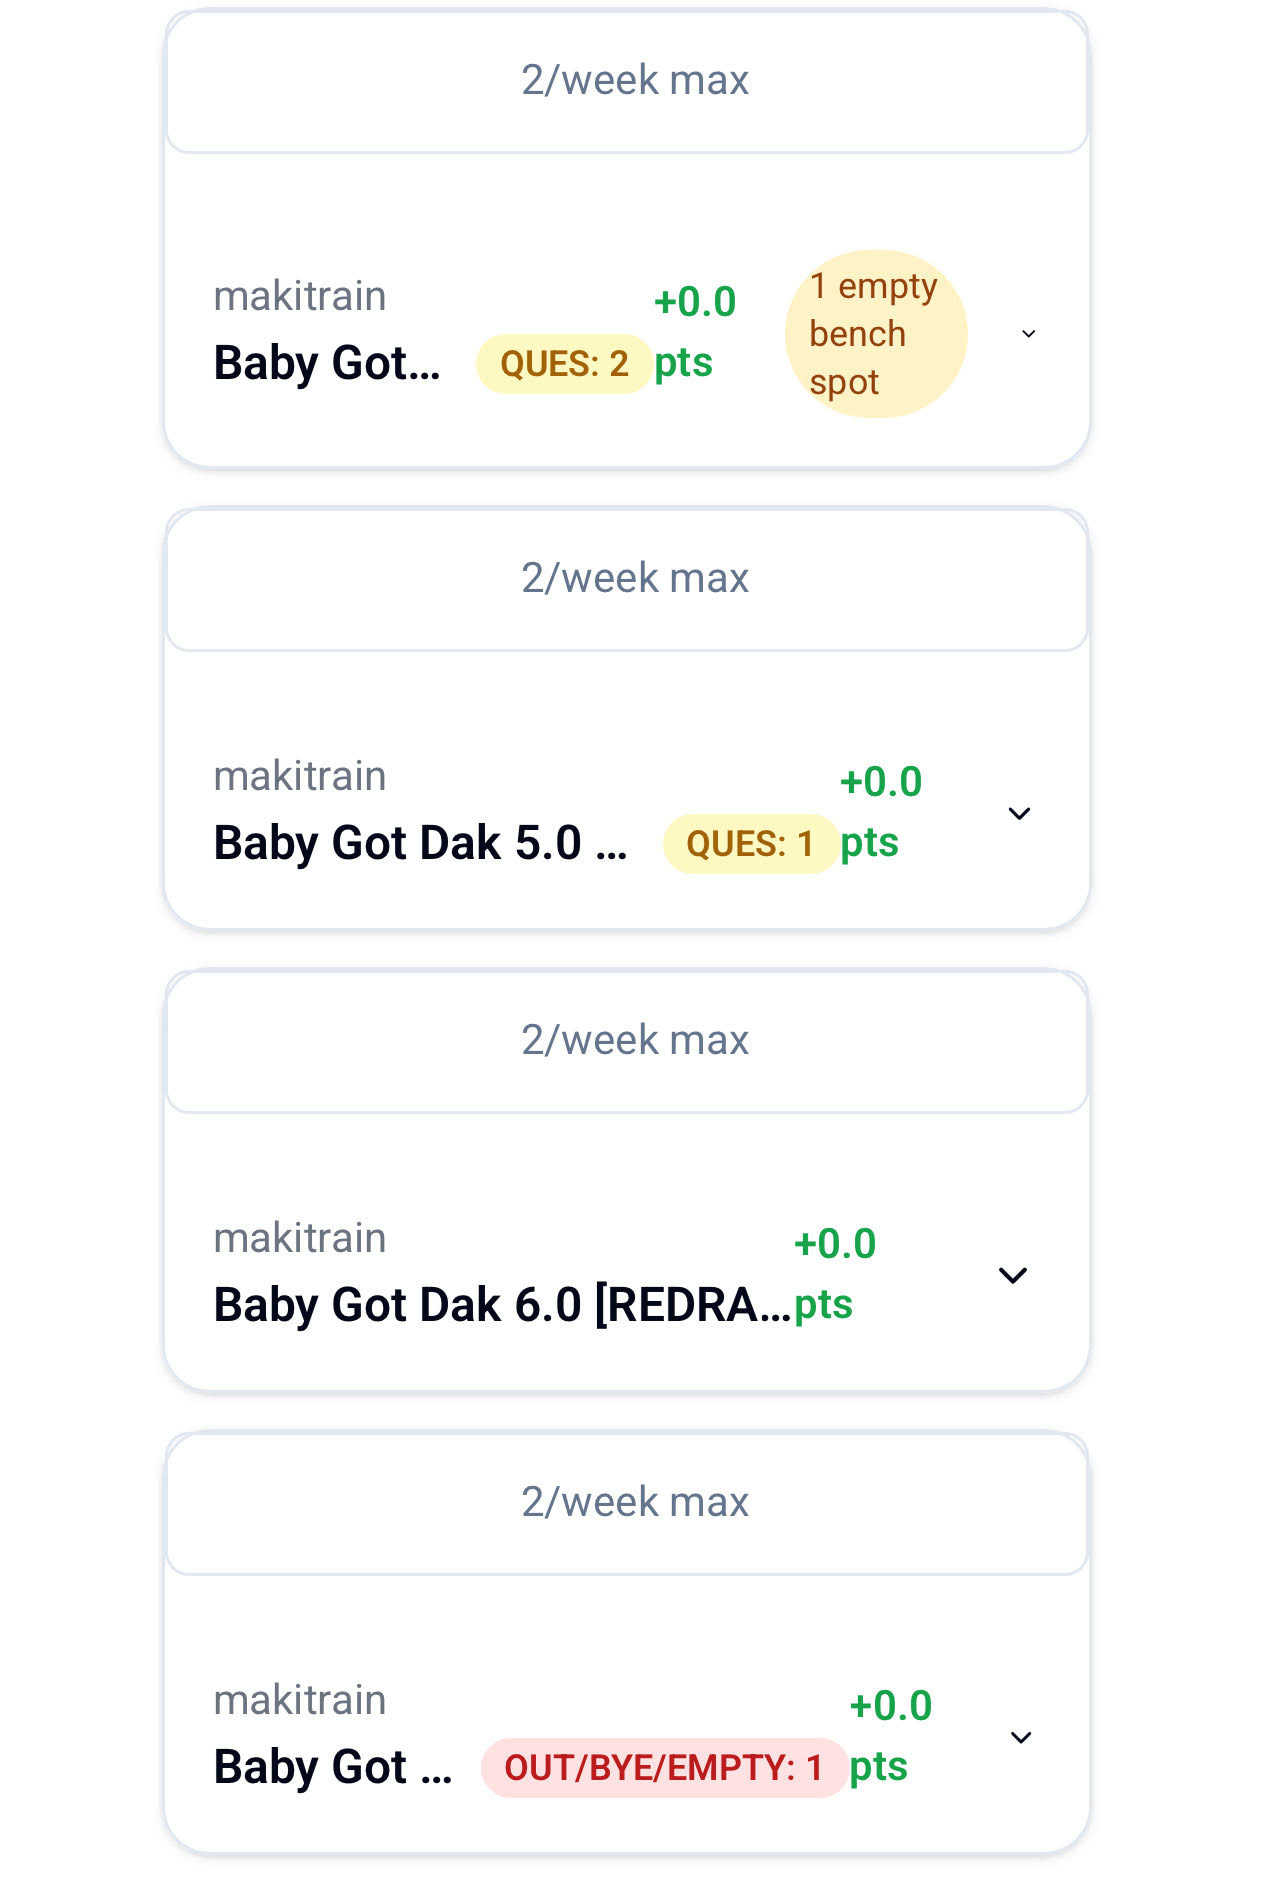 2/week max
makitrain
Baby Got... QUES: 2 +0.0 pts
1 empty
bench
spot
2/week max
makitrain
Baby Got Dak 5.0 ... QUES: 1 +0.0 pts
2/week max
makitrain
Baby Got Dak 6.0 [REDRA... +0.0 pts
2/week max
makitrain
Baby Got ... OUT/BYE/EMPTY: 1 +0.0 pts